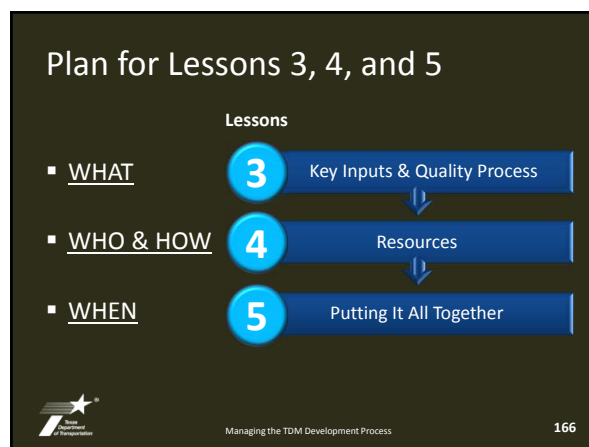 Plan for Lessons 3, 4, and 5
Lessons
▪ WHAT
3
Key Inputs & Quality Process
▪ WHO & HOW
4
Resources
▪ WHEN
5
Putting It All Together
®
Texas
Department
of Transportation
Managing the TDM Development Process
166